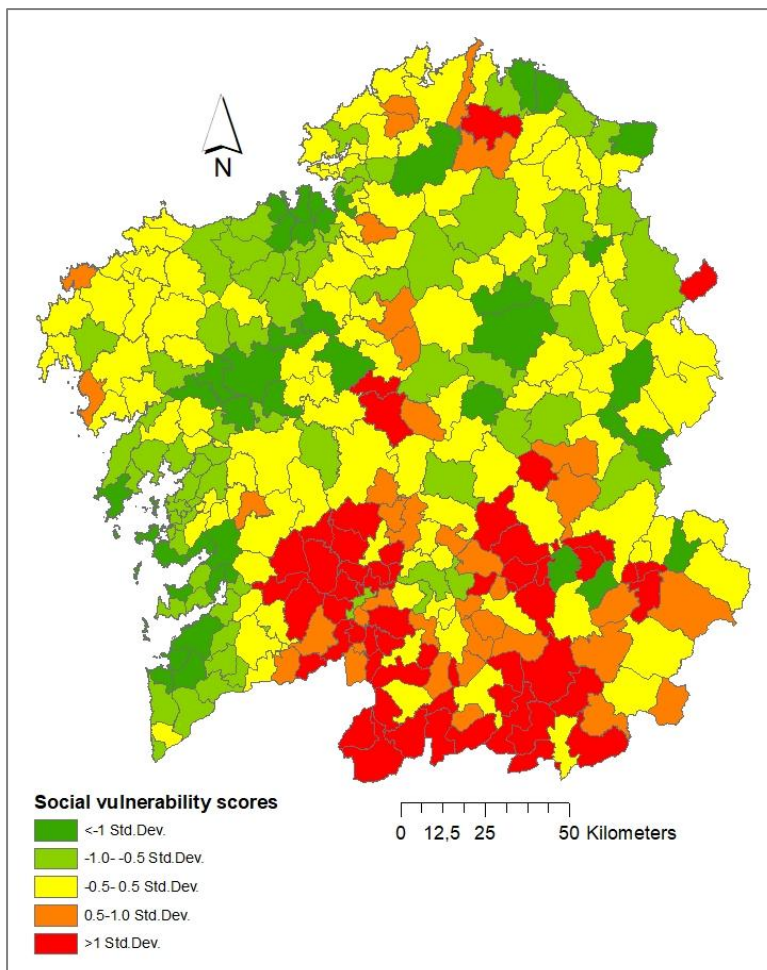 N
Social vulnerability scores
<-1 Std.Dev.
-1.0- -0.5 Std.Dev.
-0.5- 0.5 Std.Dev.
0.5-1.0 Std.Dev.
>1 Std.Dev.
0 12,5 25 50 Kilometers